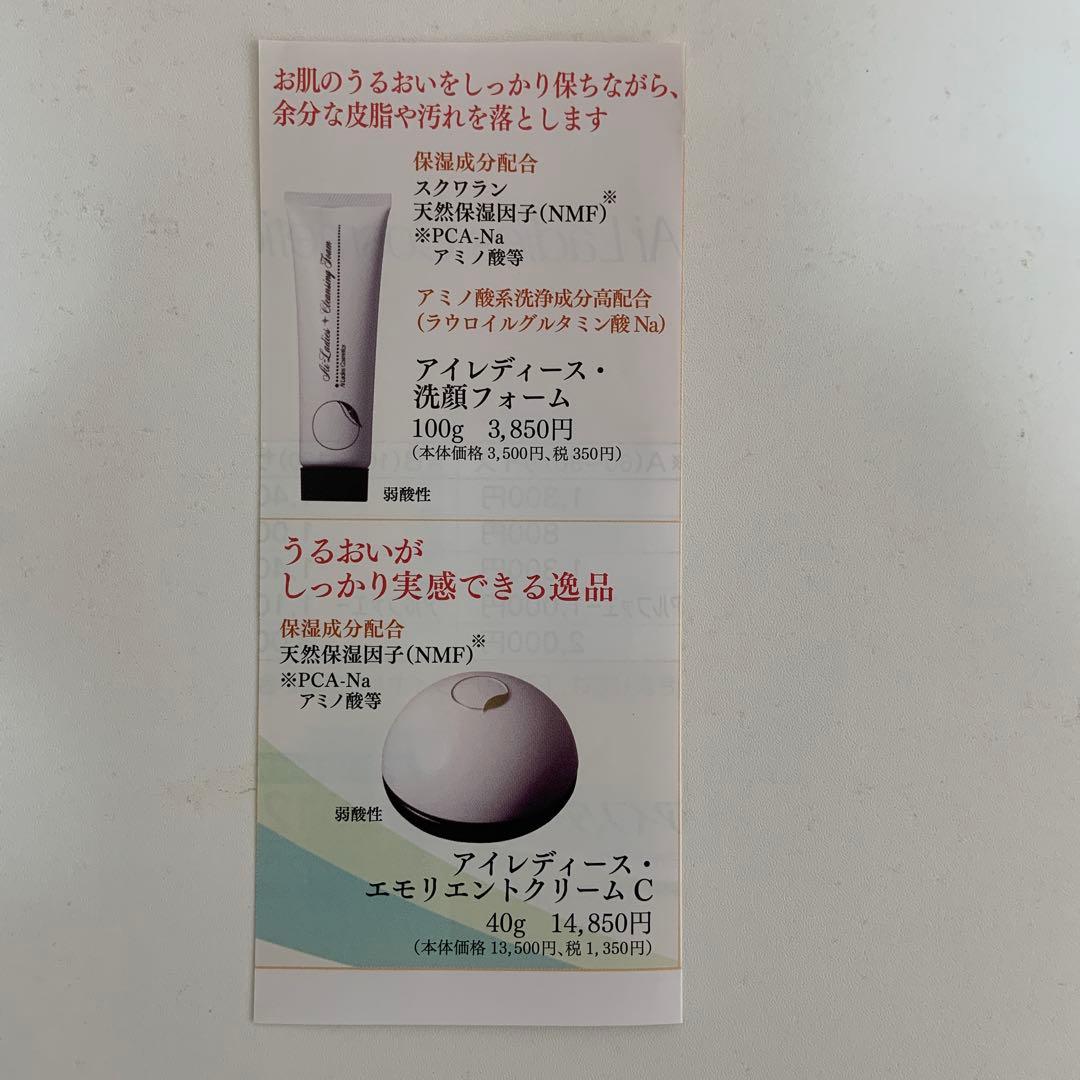 お肌のうるおいをしっかり保ちながら、
余分な皮脂や汚れを落とします
保湿成分配合
スクワラン
天然保湿因子(NMF)※
※PCA-Na
アミノ酸等
アミノ酸系洗浄成分高配合
(ラウロイルグルタミン酸Na)
Ai-Ladies + Cleansing Foam
アイレディース・
洗顔フォーム
100g 3,850円
(本体価格3,500円、税350円)
弱酸性
うるおいが
しっかり実感できる逸品
保湿成分配合
天然保湿因子(NMF)※
※PCA-Na
アミノ酸等
弱酸性
アイレディース・
エモリエントクリームC
40g 14,850円
(本体価格13,500円、税1,350円)